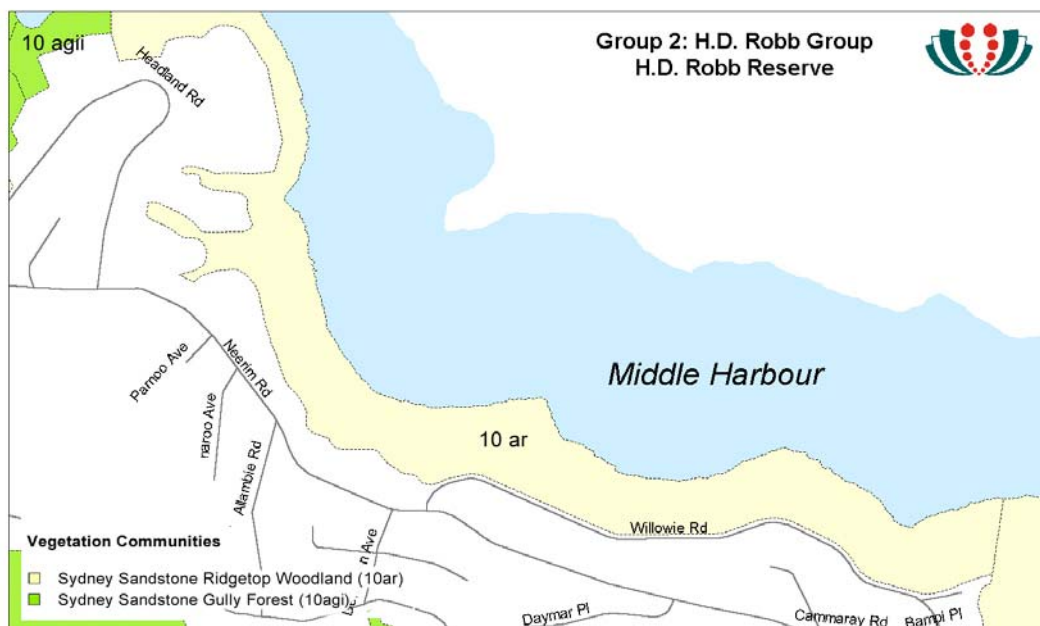 10 agii
Group 2: H.D. Robb Group
H.D. Robb Reserve
Headland Rd
Middle Harbour
Parnoo Ave
Neerim Rd
naroo Ave
Allambie Rd
10 ar
Willowie Rd
n Ave
Vegetation Communities
Sydney Sandstone Ridgetop Woodland (10ar)
Sydney Sandstone Gully Forest (10agi)
Daymar Pl
Cammaray Rd
Bambi Pl